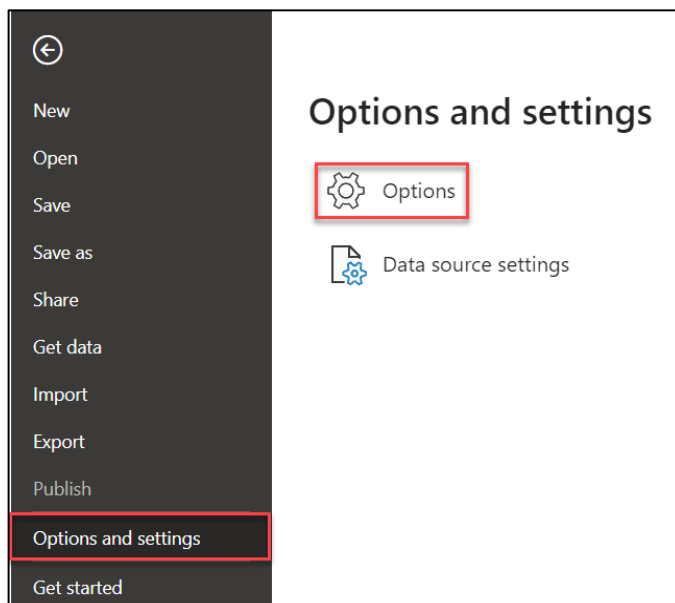 New
Open
Save
Save as
Share
Get data
Import
Export
Publish
Options and settings
Get started
Options and settings
Options
Data source settings